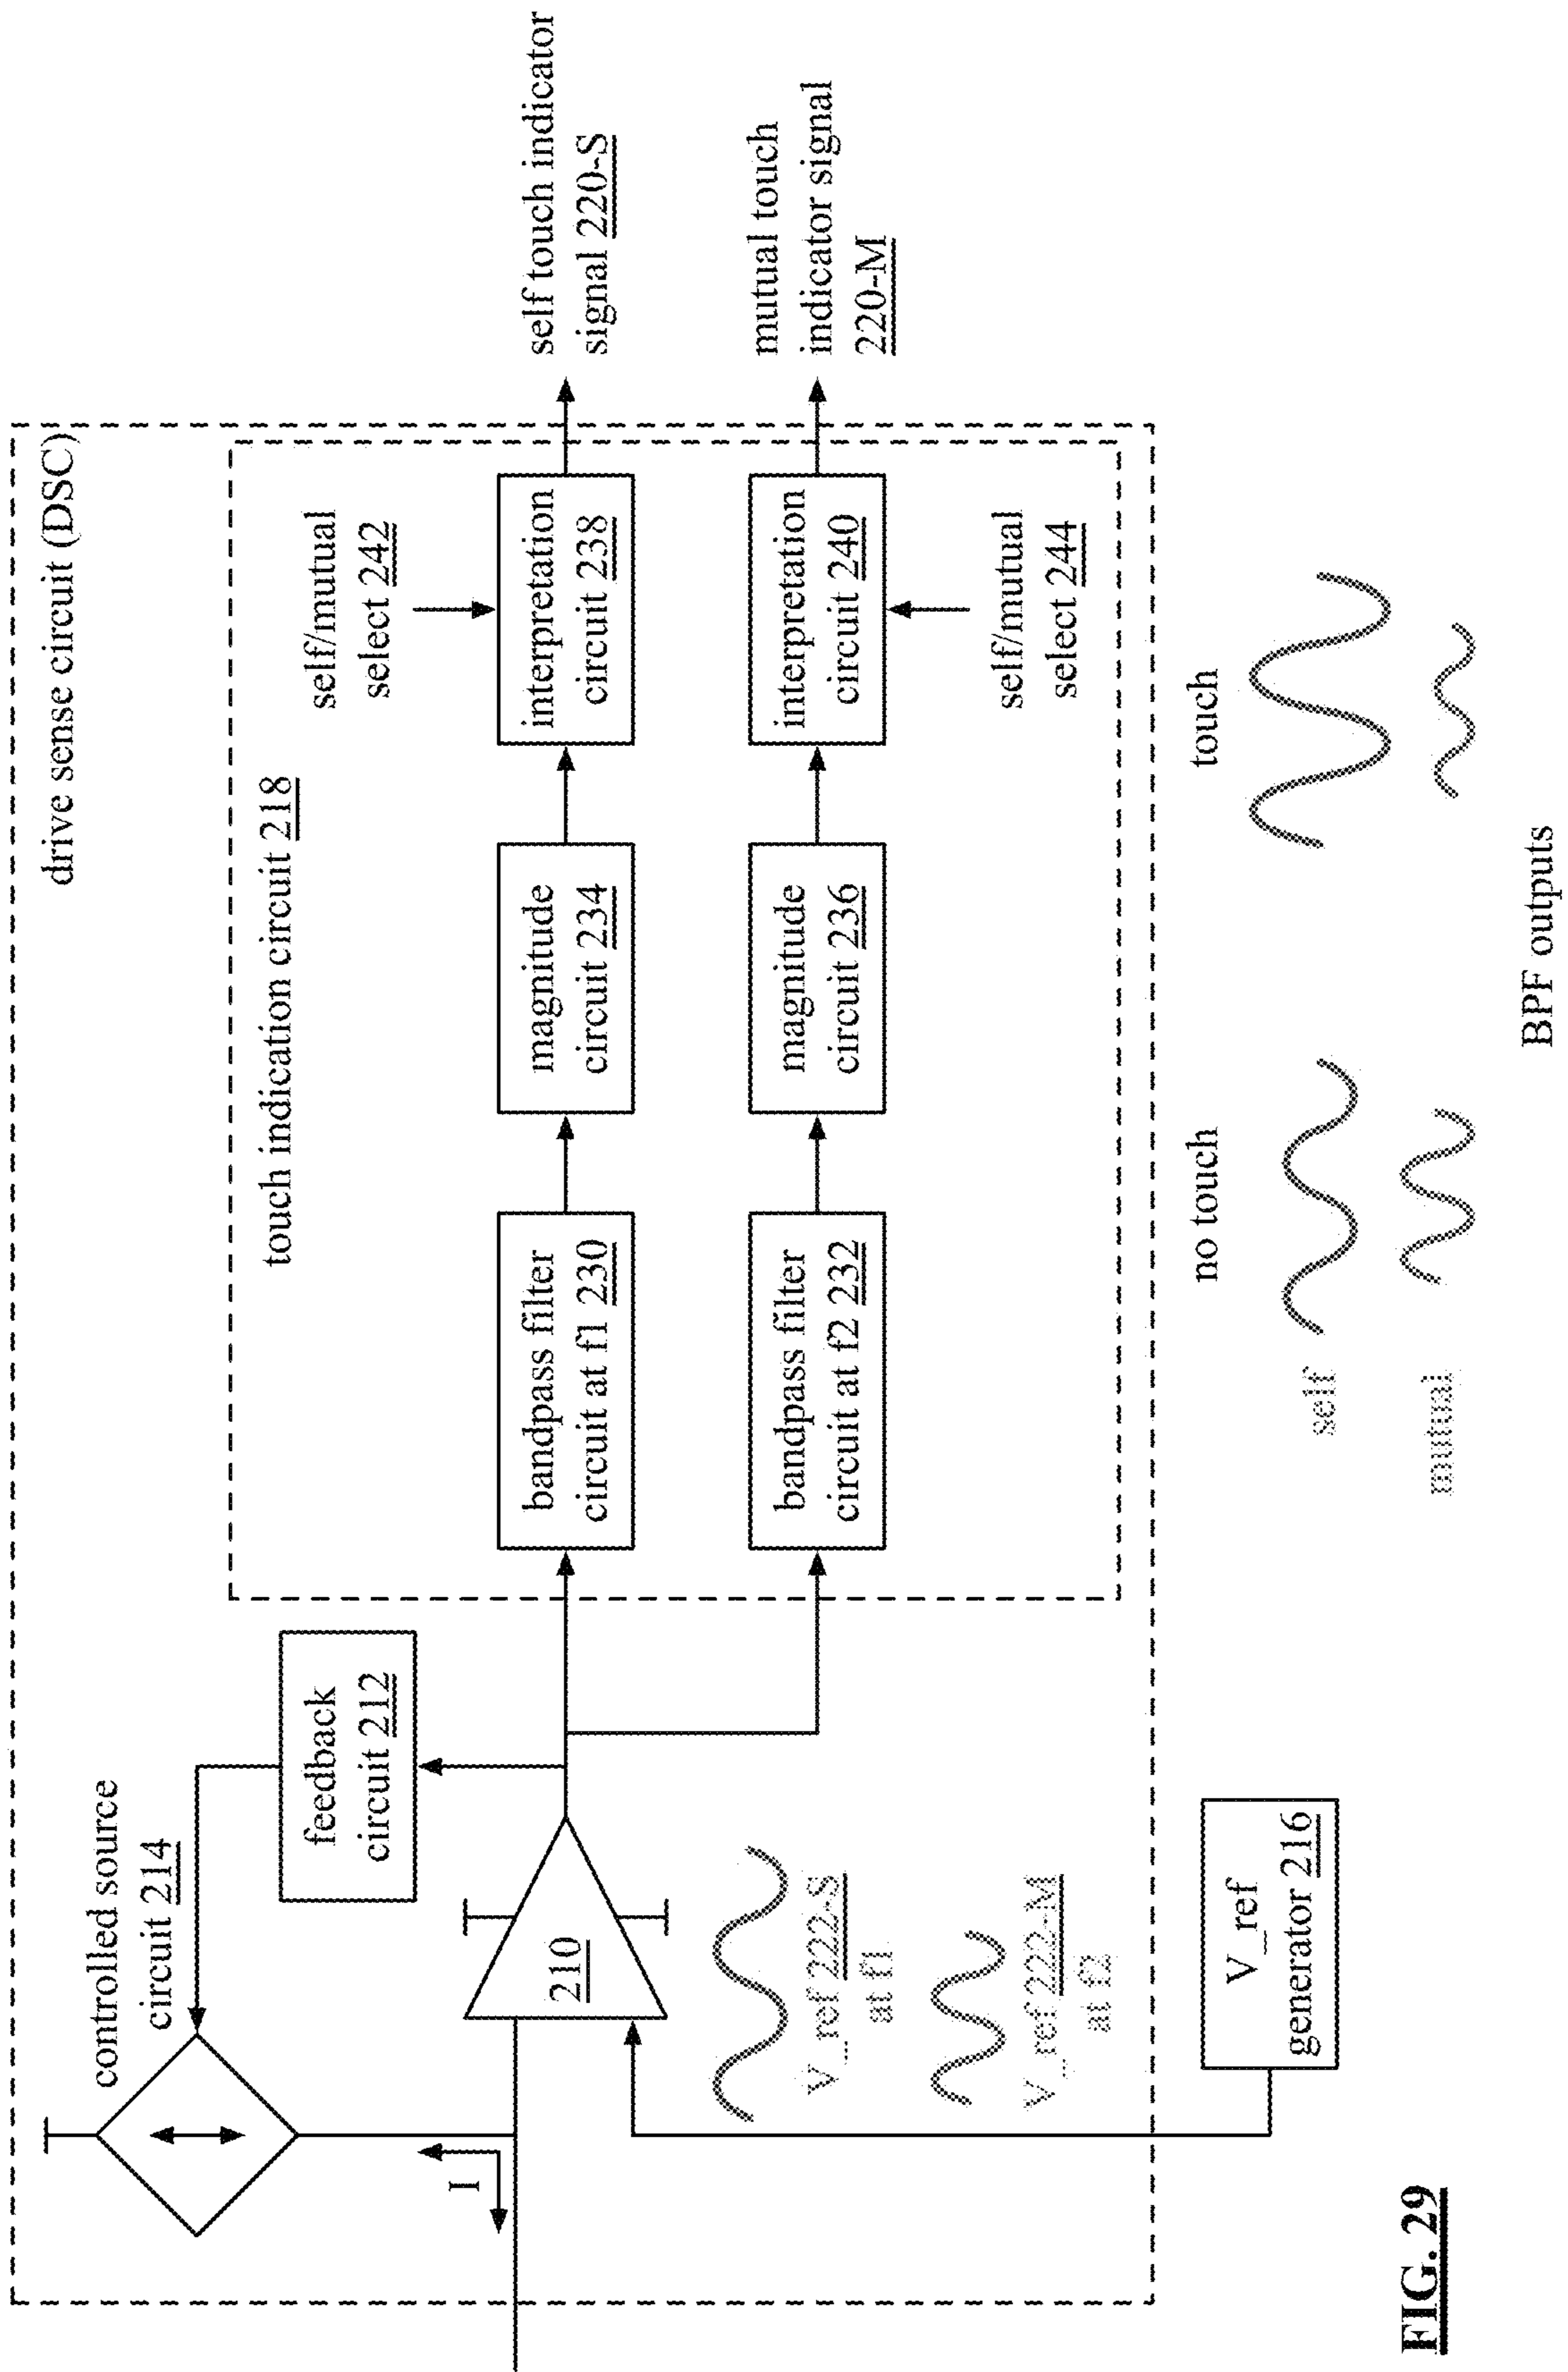 drive sense circuit (DSC)
controlled source
circuit 214
feedback
circuit 212
I
210
V_ref 222-S
at f1
V_ref 222-M
at f2
V_ref
generator 216
touch indication circuit 218
bandpass filter
circuit at f1 230
magnitude
circuit 234
self/mutual
select 242
interpretation
circuit 238
self touch indicator
signal 220-S
bandpass filter
circuit at f2 232
magnitude
circuit 236
interpretation
circuit 240
self/mutual
select 244
mutual touch
indicator signal
220-M
no touch
touch
self
mutual
BPF outputs
FIG. 29